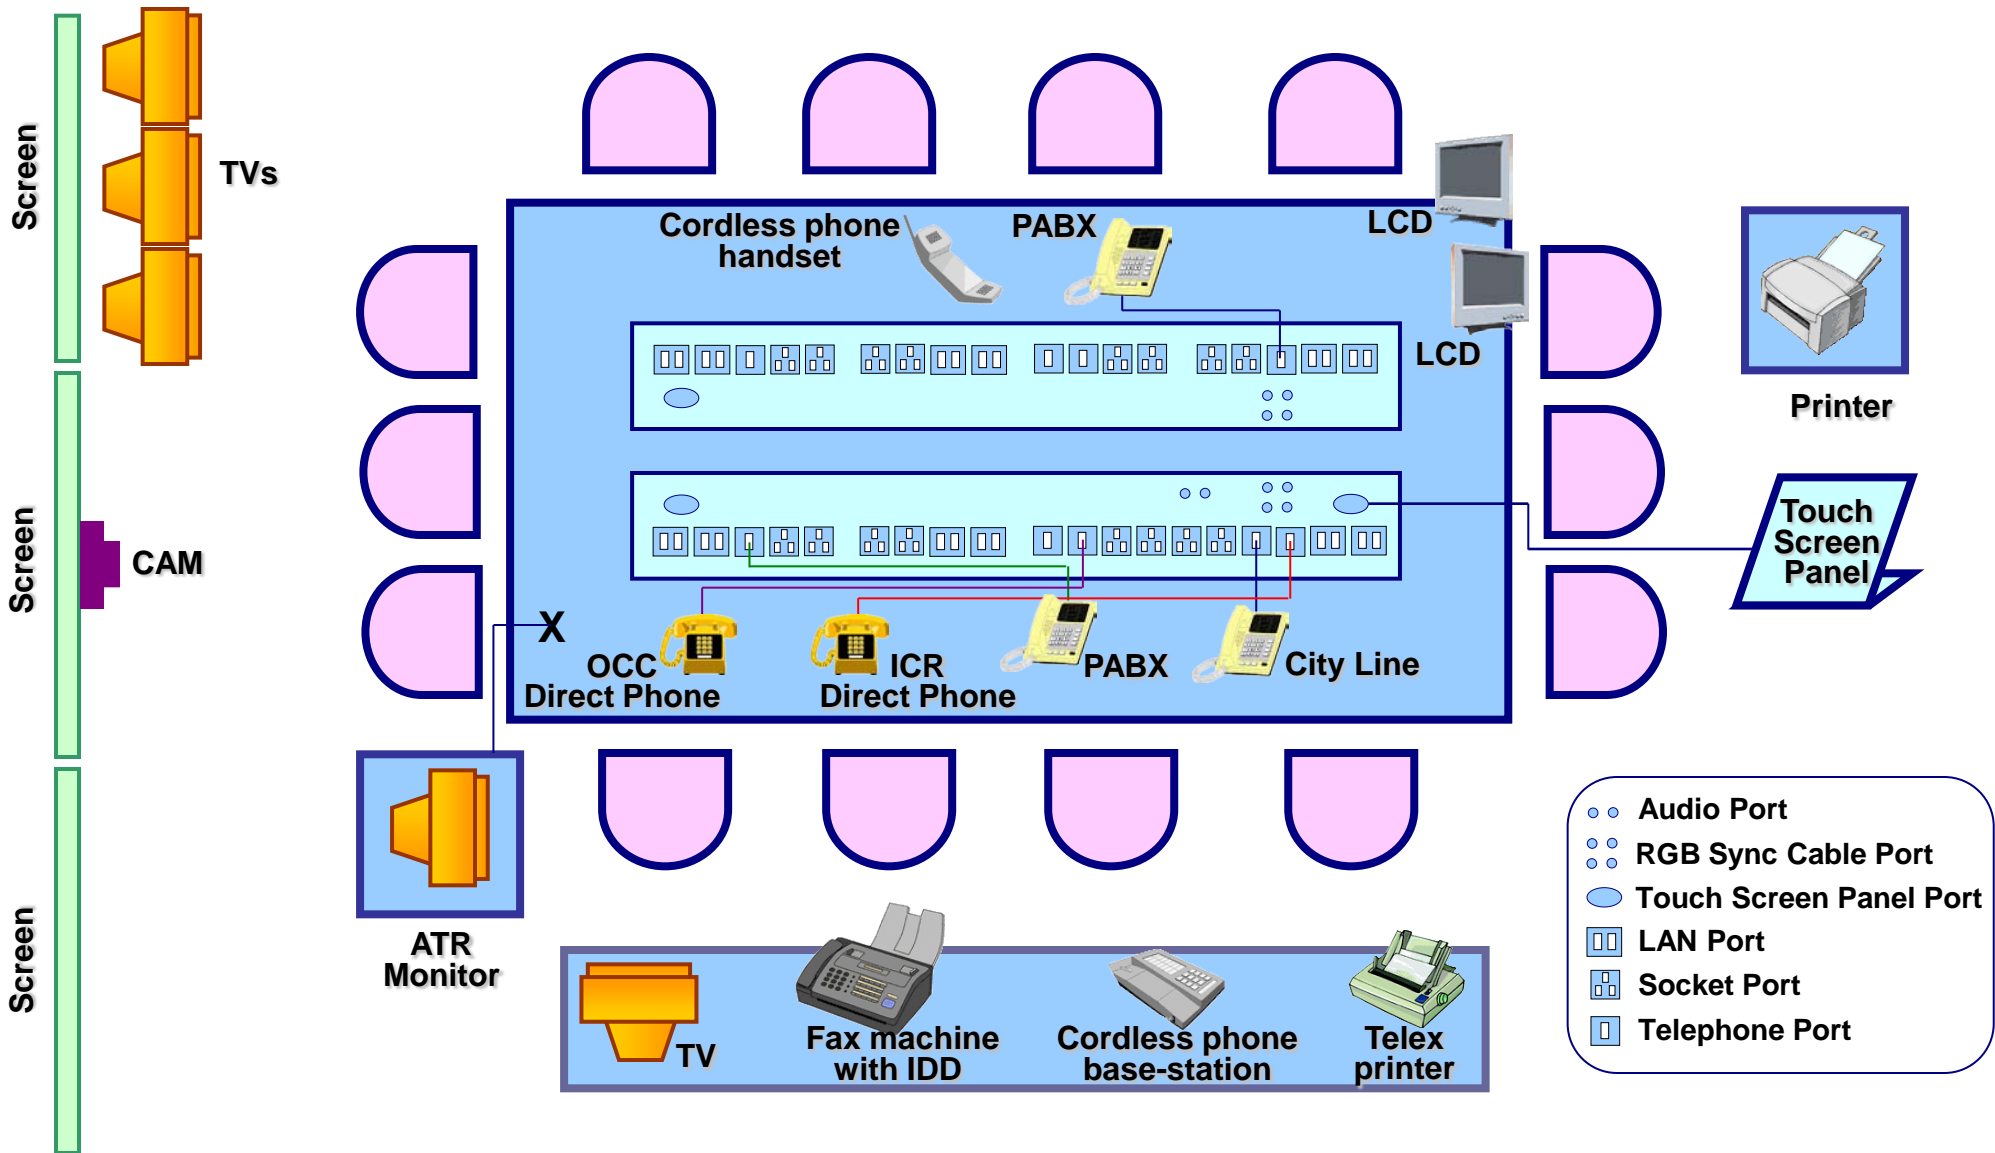 Screen
TVs
Cordless phone
handset
PABX
LCD
LCD
Printer
Screen
CAM
Touch
Screen
Panel
X
OCC
Direct Phone
ICR
Direct Phone
PABX
City Line
ATR
Monitor
Screen
TV
Fax machine
with IDD
Cordless phone
base-station
Telex
printer
Audio Port
RGB Sync Cable Port
Touch Screen Panel Port
LAN Port
Socket Port
Telephone Port